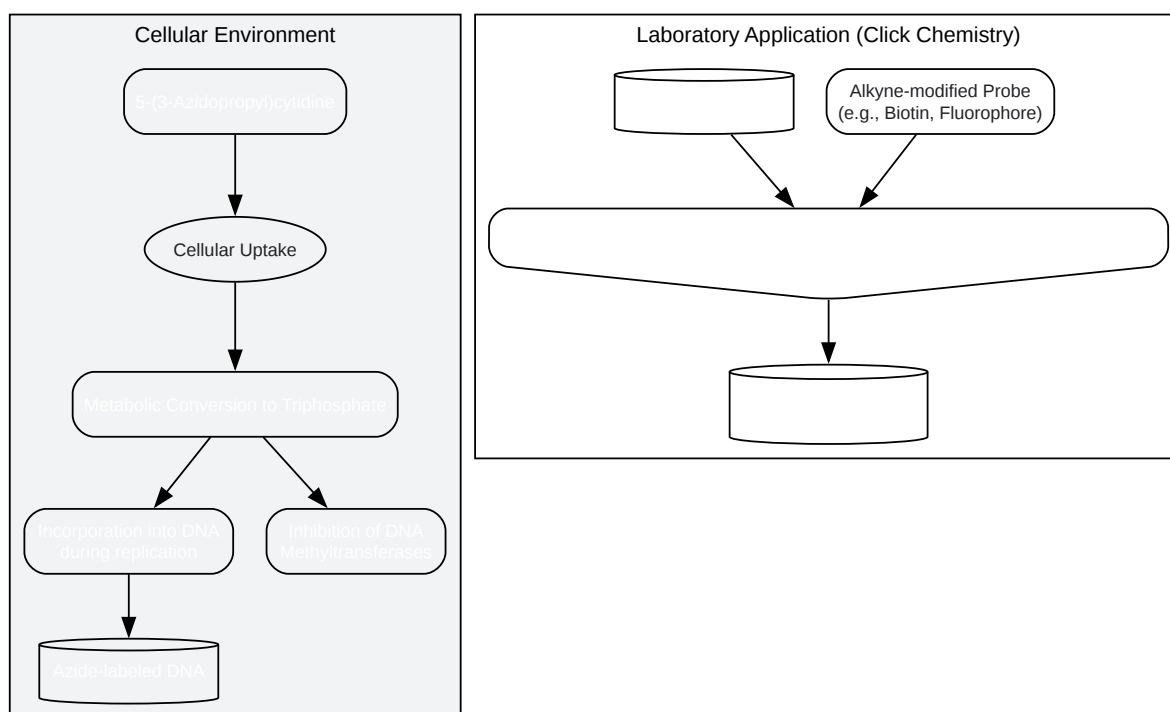 Cellular Environment
5-(3-Azidopropyl)cytidine
Cellular Uptake
Metabolic Conversion to Triphosphate
Incorporation into DNA
during replication
Inhibition of DNA
Methyltransferases
Azide-labeled DNA
Laboratory Application (Click Chemistry)
Alkyne-modified Probe
(e.g., Biotin, Fluorophore)